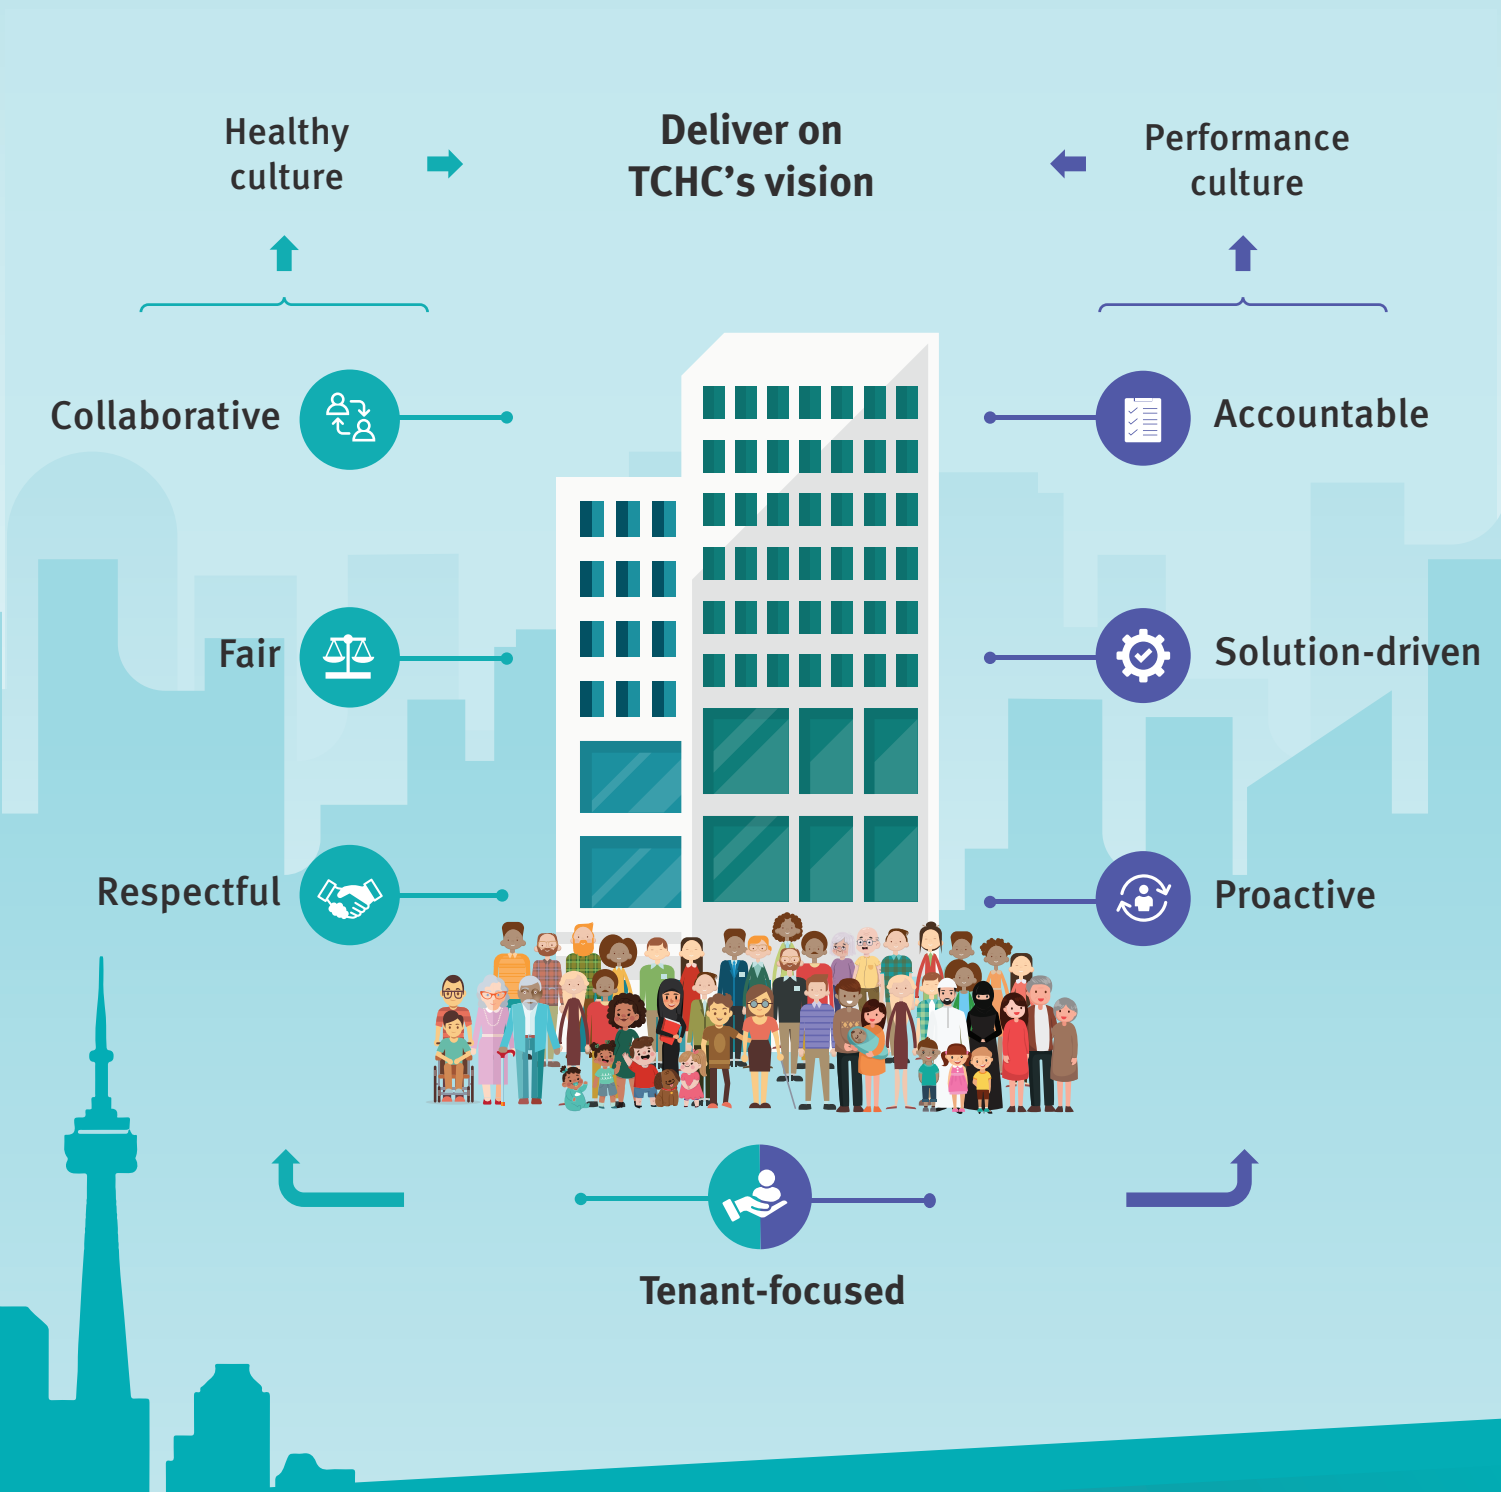 Healthy
culture
Deliver on
TCHC’s vision
Performance
culture
Collaborative
Accountable
Fair
Solution-driven
Respectful
Proactive
Tenant-focused